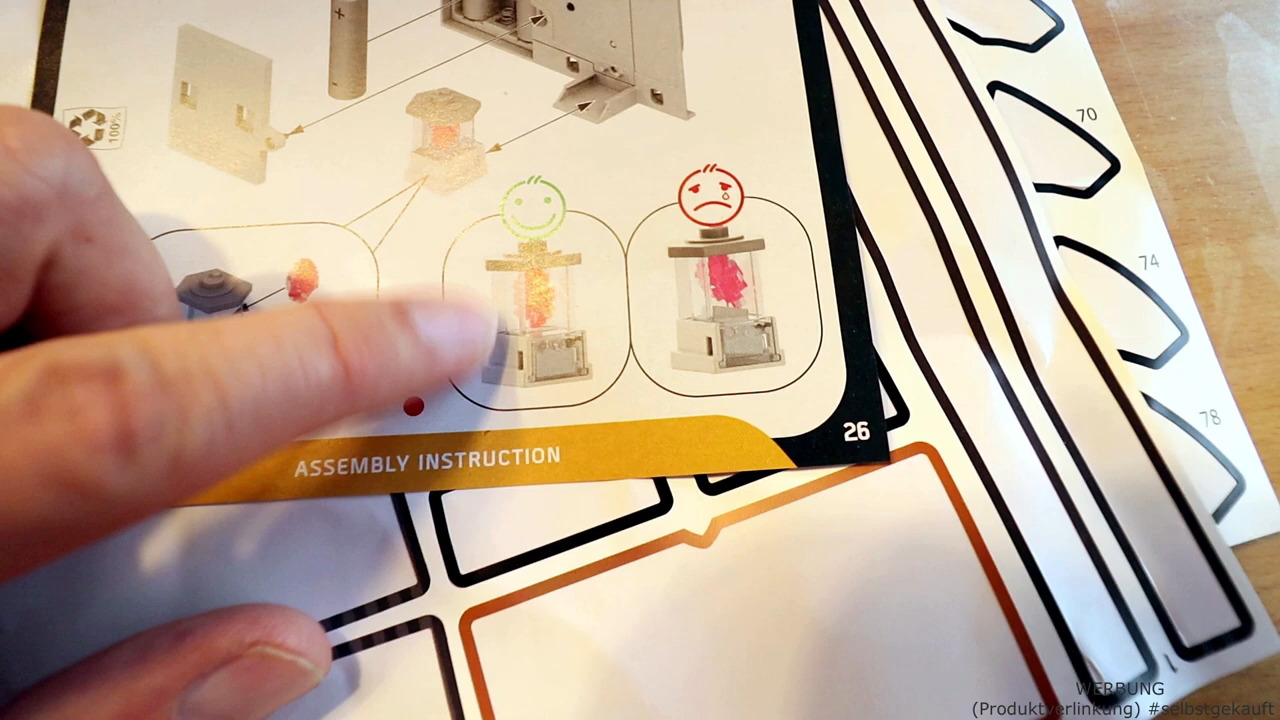 +
100%
70
74
78
26
ASSEMBLY INSTRUCTION
WERBUNG
(Produktverlinkung) #selbstgekauft